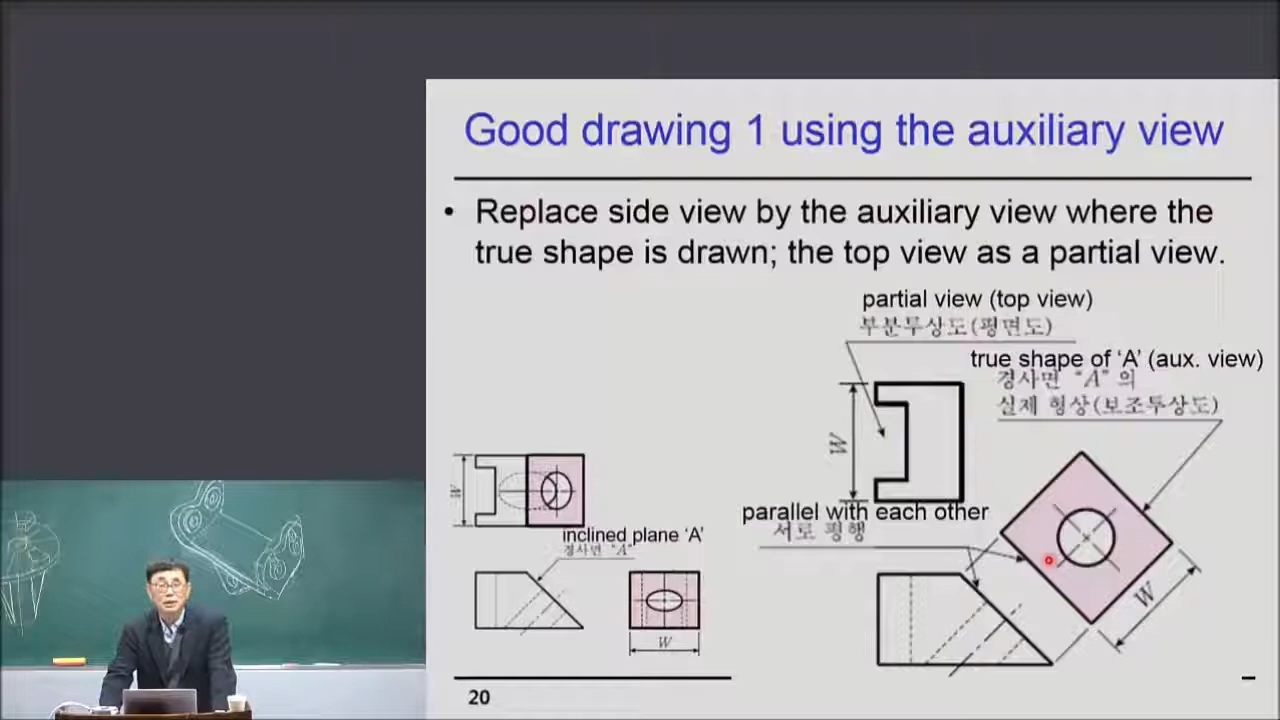 Good drawing 1 using the auxiliary view
• Replace side view by the auxiliary view where the
true shape is drawn; the top view as a partial view.
partial view (top view)
부분투상도(평면도)
true shape of ‘A’ (aux. view)
경사면 “A” 의
실제 형상(보조투상도)
W
W
parallel with each other
서로 평행
inclined plane ‘A’
경사면 “A”
W
W
20